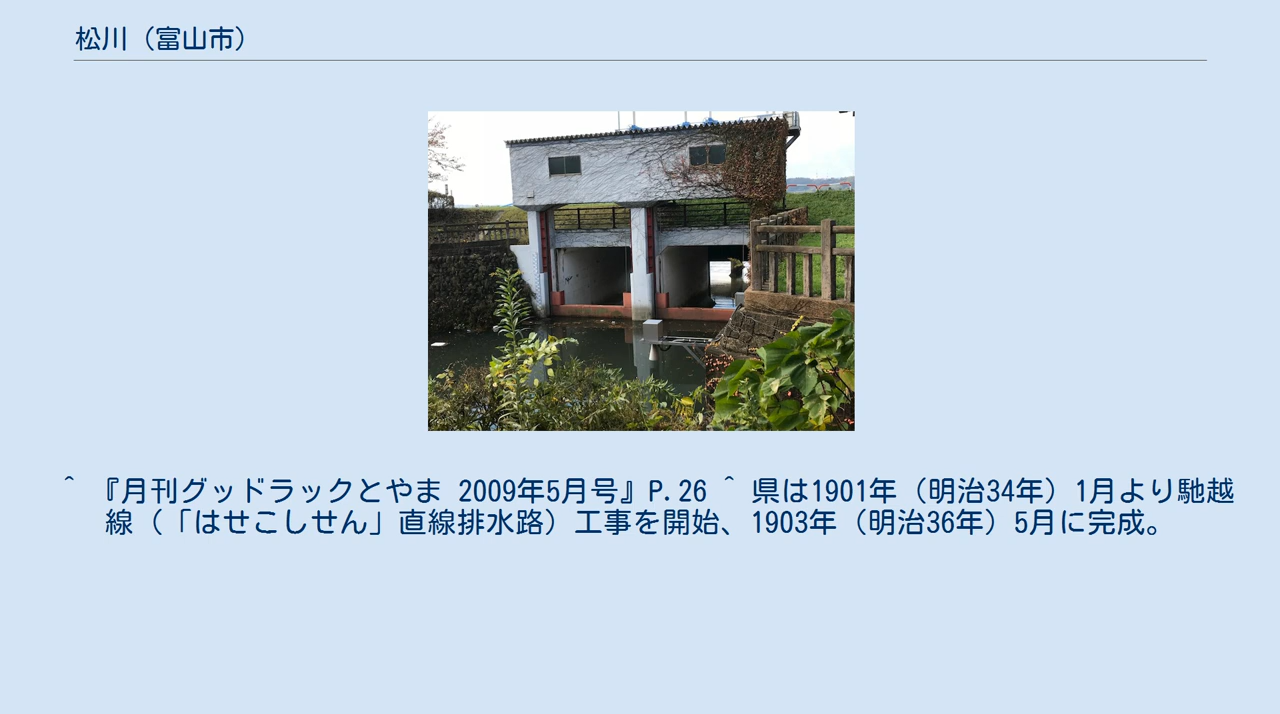 松川（富山市）
^ 『月刊グッドラックとやま 2009年5月号』P.26 ^ 県は1901年（明治34年）1月より馳越
線（「はせこしせん」直線排水路）工事を開始、1903年（明治36年）5月に完成。